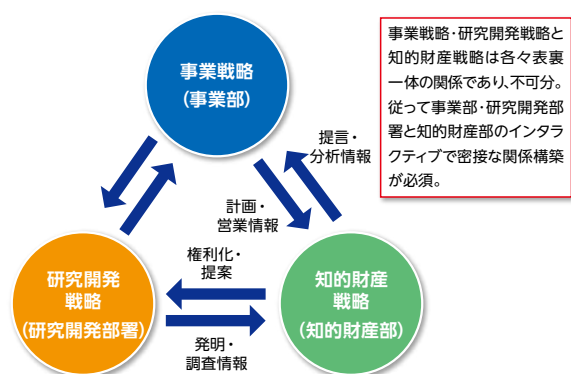 事業戦略
(事業部)
事業戦略・研究開発戦略と
知的財産戦略は各々表裏
一体の関係であり、不可分。
従って事業部・研究開発部
署と知的財産部のインタラ
クティブで密接な関係構築
が必須。
提言・
分析情報
計画・
営業情報
権利化・
提案
研究開発
戦略
(研究開発部署)
知的財産
戦略
(知的財産部)
発明・
調査情報